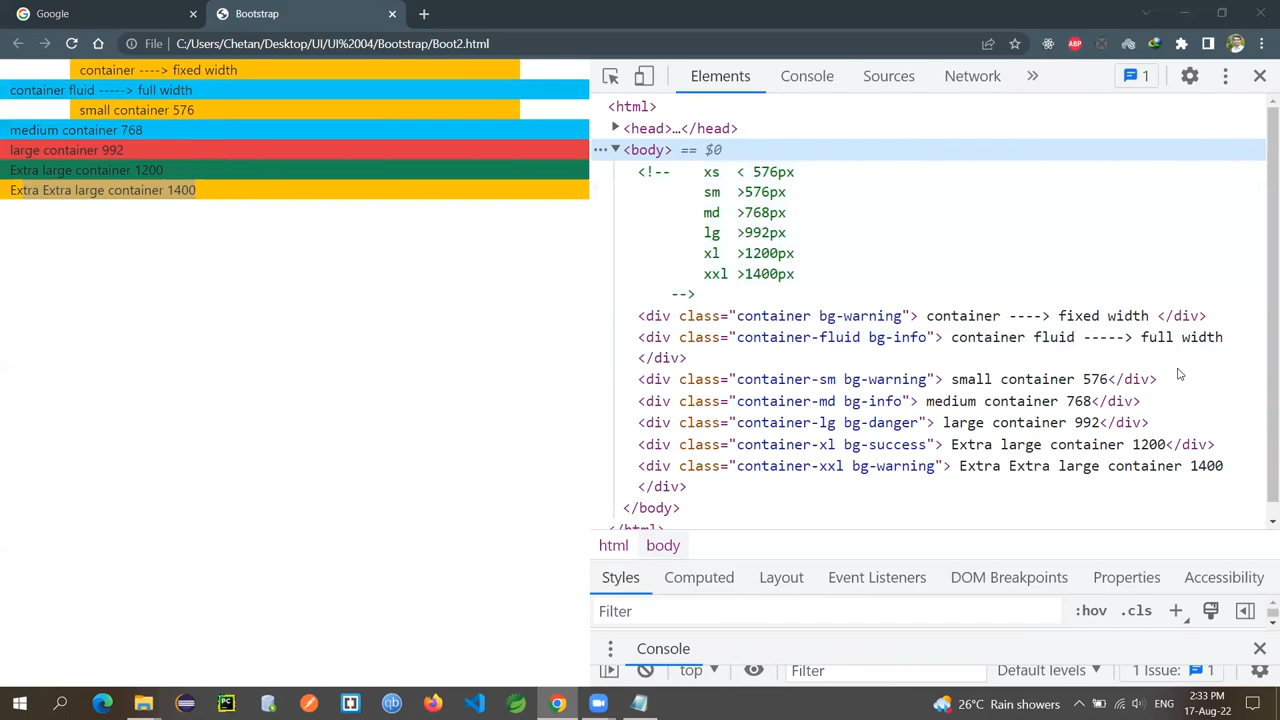 Google
Bootstrap
File
C:/Users/Chetan/Desktop/UI/UI%2004/Bootstrap/Boot2.html
container ----> fixed width
container fluid -----> full width
small container 576
medium container 768
large container 992
Extra large container 1200
Extra Extra large container 1400
Elements Console Sources Network 1
<html>
<head>…</head>
<body> == $0
<!-- xs < 576px
sm >576px
md >768px
lg >992px
xl >1200px
xxl >1400px
-->
<div class="container bg-warning"> container ----> fixed width </div>
<div class="container-fluid bg-info"> container fluid -----> full width
</div>
<div class="container-sm bg-warning"> small container 576</div>
<div class="container-md bg-info"> medium container 768</div>
<div class="container-lg bg-danger"> large container 992</div>
<div class="container-xl bg-success"> Extra large container 1200</div>
<div class="container-xxl bg-warning"> Extra Extra large container 1400
</div>
</body>
</html>
html body
Styles Computed Layout Event Listeners DOM Breakpoints Properties Accessibility
Filter :hov .cls
Console
top Filter Default levels 1 Issue: 1
26°C Rain showers ENG
2:33 PM
17-Aug-22